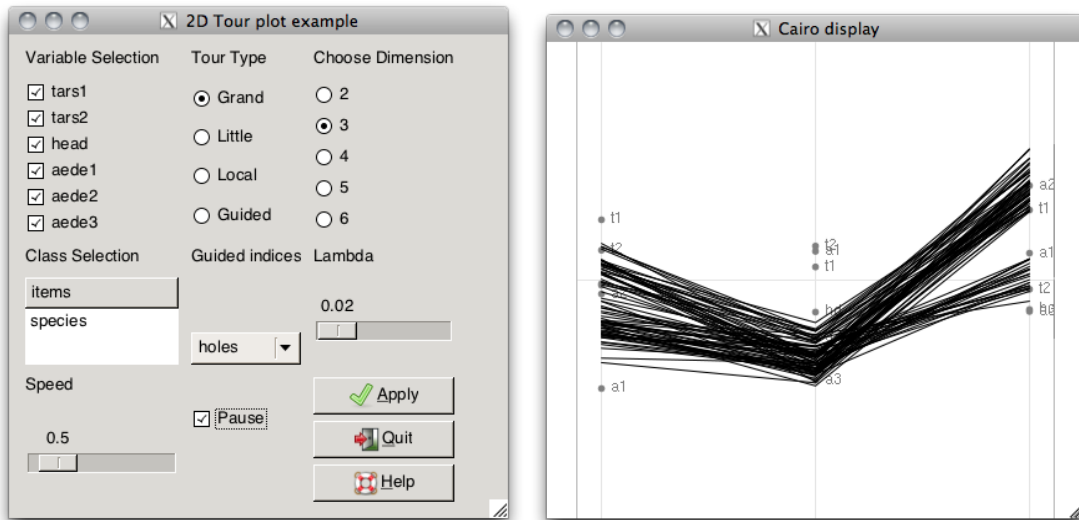 2D Tour plot example
Variable Selection
tars1
tars2
head
aede1
aede2
aede3
Tour Type
Grand
Little
Local
Guided
Choose Dimension
2
3
4
5
6
Class Selection
items
species
Guided indices
holes
Lambda
0.02
Speed
0.5
Pause
Apply
Quit
Help
Cairo display
t1
t2
a1
t2
a1
t1
a3
a2
t1
a1
t2